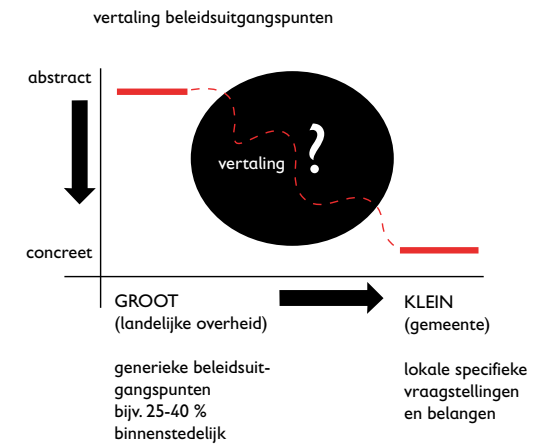 vertaling beleidsuitgangspunten
abstract
vertaling
?
concreet
GROOT
(landelijke overheid)
generieke beleidsuit-
gangspunten
bijv. 25-40 %
binnenstedelijk
KLEIN
(gemeente)
lokale specifieke
vraagstellingen
en belangen